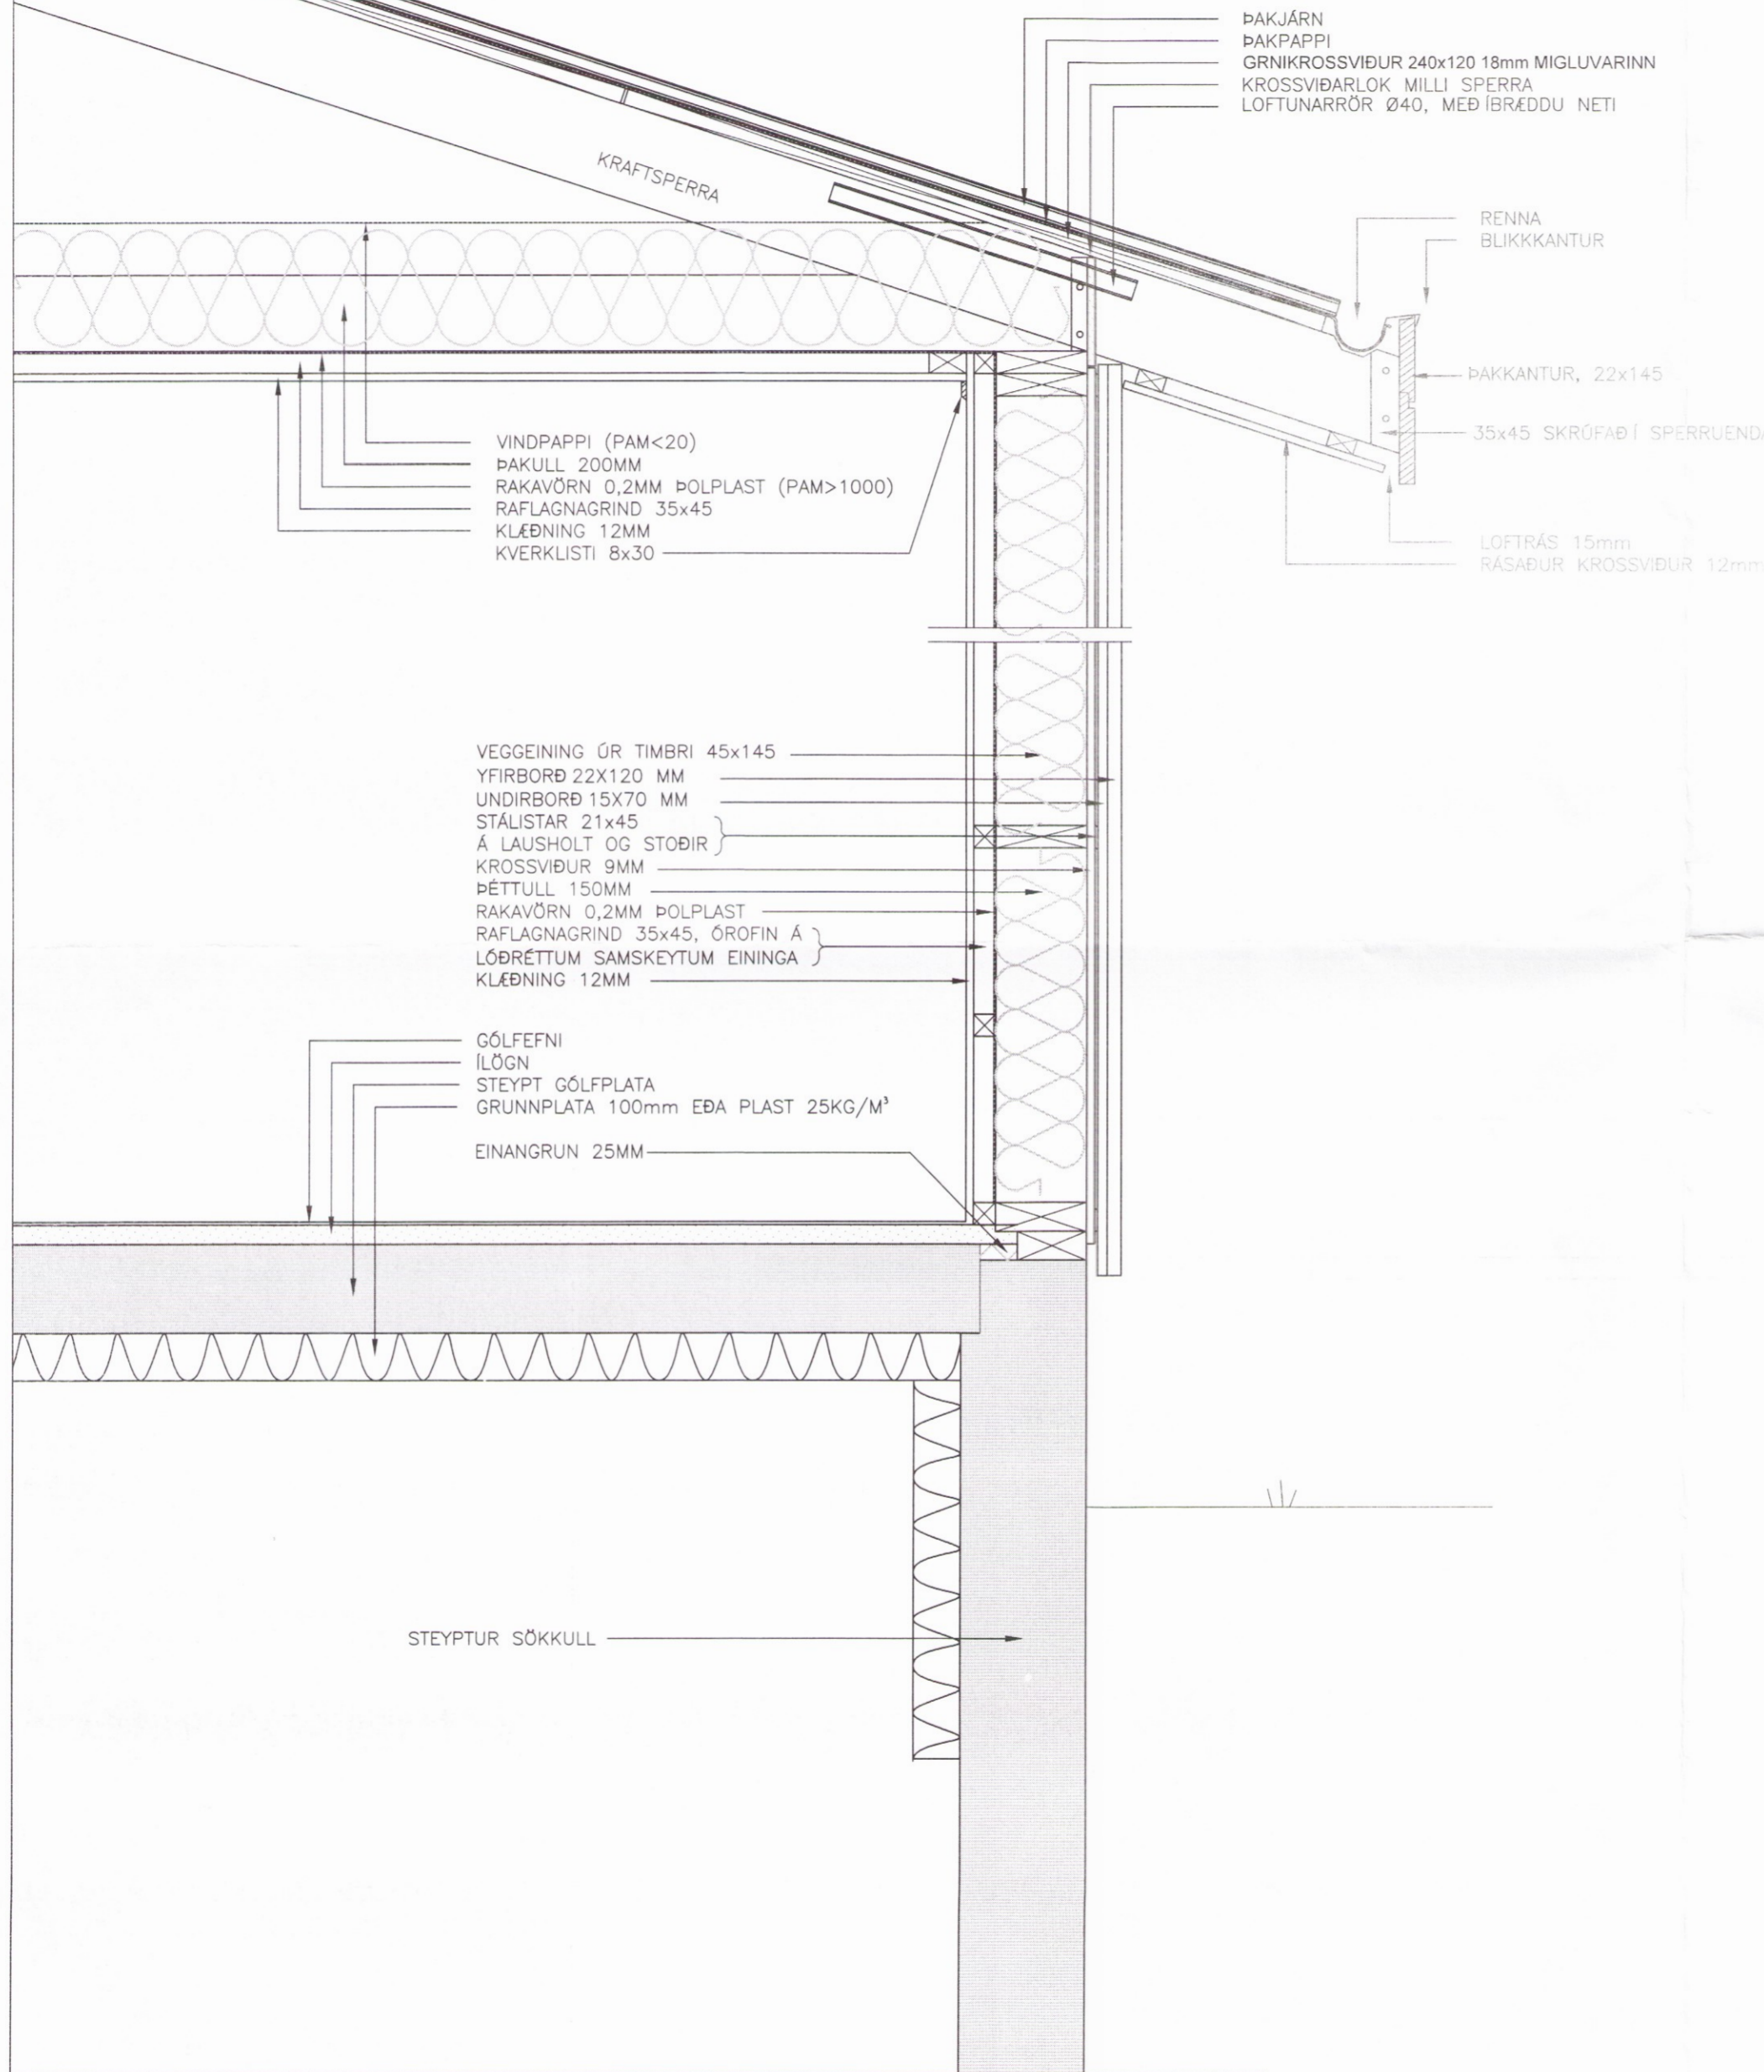 ÞAKJÁRN
ÞAKPAPPI
GRNIKROSSVIÐUR 240x120 18mm MIGLUVARINN
KROSSVIÐARLOK MILLI SPERRA
LOFTUNARRÖR Ø40, MEÐ ÍBRÆDDU NETI
KRAFTSPERRA
RENNA
BLIKKKANTUR
ÞAKKANTUR, 22x145
35x45 SKRÚFAÐ Í SPERRUENDA
LOFTRÁS 15mm
RÁSAÐUR KROSSVIÐUR 12mm
VINDPAPPI (PAM<20)
ÞAKULL 200MM
RAKAVÖRN 0,2MM ÞOLPLAST (PAM>1000)
RAFLAGNAGRIND 35x45
KLÆÐNING 12MM
KVERKLISTI 8x30
VEGGEINING ÚR TIMBRI 45x145
YFIRBORÐ 22X120 MM
UNDIRBORÐ 15X70 MM
STÁLISTAR 21x45
Á LAUSHOLT OG STOÐIR
KROSSVIÐUR 9MM
ÞÉTTULL 150MM
RAKAVÖRN 0,2MM ÞOLPLAST
RAFLAGNAGRIND 35x45, ÓROFIN Á
LÓÐRÉTTUM SAMSKEYTUM EININGA
KLÆÐNING 12MM
GÓLFEFNI
ÍLÖGN
STEYPT GÓLFPLATA
GRUNNPLATA 100mm EÐA PLAST 25KG/M³
EINANGRUN 25MM
STEYPTUR SÖKKULL